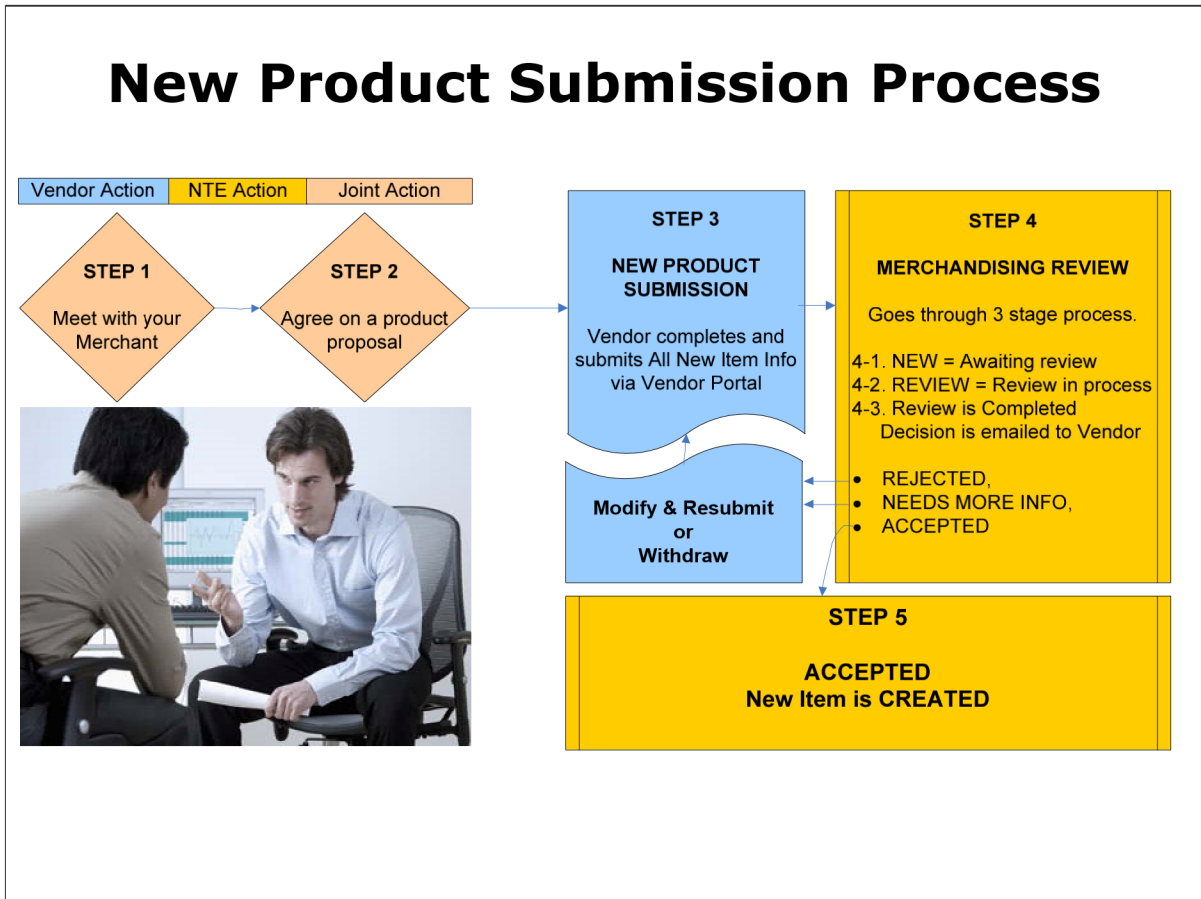 New Product Submission Process
Vendor Action NTE Action Joint Action
STEP 1
Meet with your
Merchant
STEP 2
Agree on a product
proposal
STEP 3
NEW PRODUCT
SUBMISSION
Vendor completes and
submits All New Item Info
via Vendor Portal
Modify & Resubmit
or
Withdraw
STEP 4
MERCHANDISING REVIEW
Goes through 3 stage process.
4-1. NEW = Awaiting review
4-2. REVIEW = Review in process
4-3. Review is Completed
Decision is emailed to Vendor
• REJECTED,
• NEEDS MORE INFO,
• ACCEPTED
STEP 5
ACCEPTED
New Item is CREATED